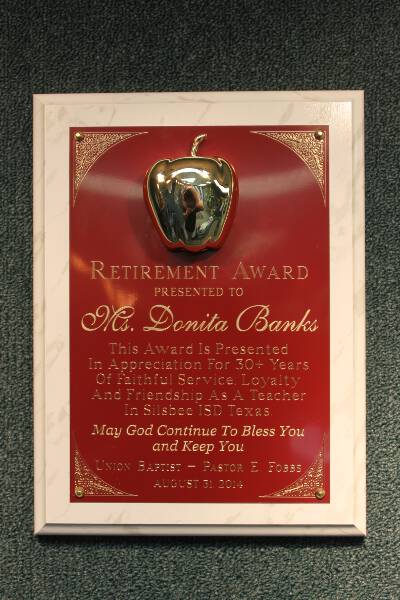 RETIREMENT AWARD
PRESENTED TO
Ms. Donita Banks
This Award Is Presented
In Appreciation For 30+ Years
Of Faithful Service, Loyalty
And Friendship As A Teacher
In Silsbee ISD Texas.
May God Continue To Bless You
and Keep You
UNION BAPTIST – PASTOR E. FOBBS
AUGUST 31 2014